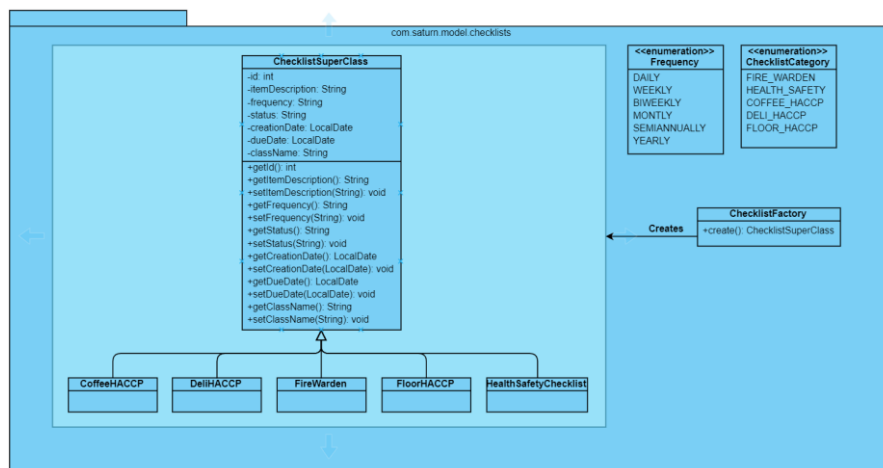 com.saturn.model.checklists
ChecklistSuperClass
-id: int
-itemDescription: String
-frequency: String
-status: String
-creationDate: LocalDate
-dueDate: LocalDate
-className: String
+getId(): int
+getItemDescription(): String
+setItemDescription(String): void
+getFrequency(): String
+setFrequency(String): void
+getStatus(): String
+setStatus(String): void
+getCreationDate(): LocalDate
+setCreationDate(LocalDate): void
+getDueDate(): LocalDate
+setDueDate(LocalDate): void
+getClassName(): String
+setClassName(String): void
CoffeeHACCP
DeliHACCP
FireWarden
FloorHACCP
HealthSafetyChecklist
<<enumeration>>
Frequency
DAILY
WEEKLY
BIWEEKLY
MONTLY
SEMIANNUALLY
YEARLY
<<enumeration>>
ChecklistCategory
FIRE_WARDEN
HEALTH_SAFETY
COFFEE_HACCP
DELI_HACCP
FLOOR_HACCP
Creates
ChecklistFactory
+create(): ChecklistSuperClass